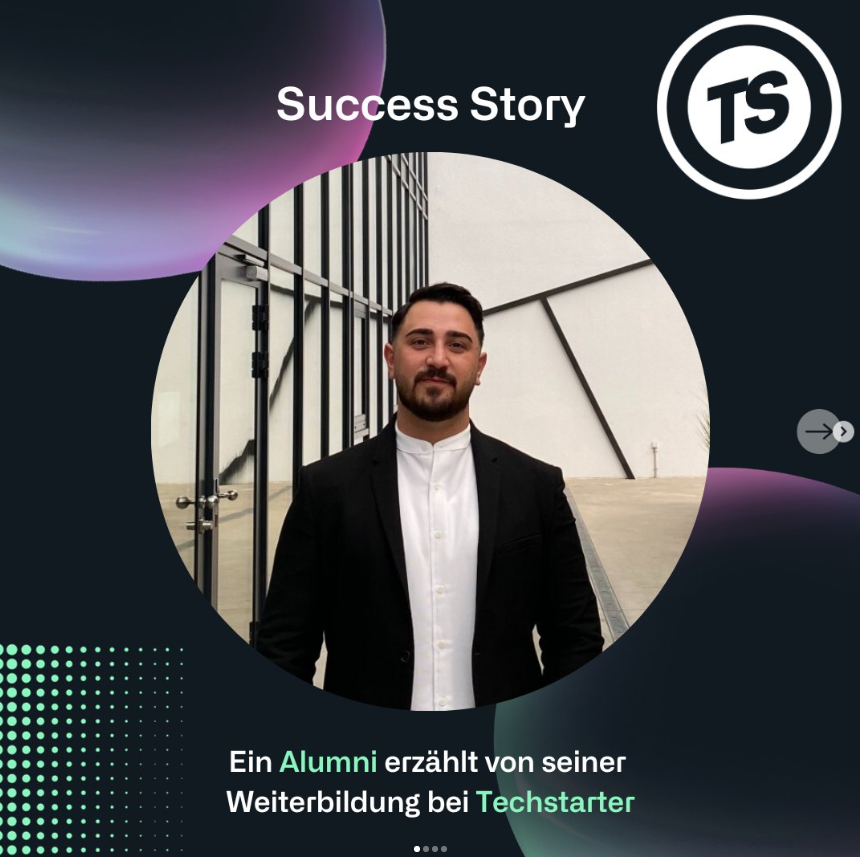 Success Story
TS
Ein Alumni erzählt von seiner
Weiterbildung bei Techstarter